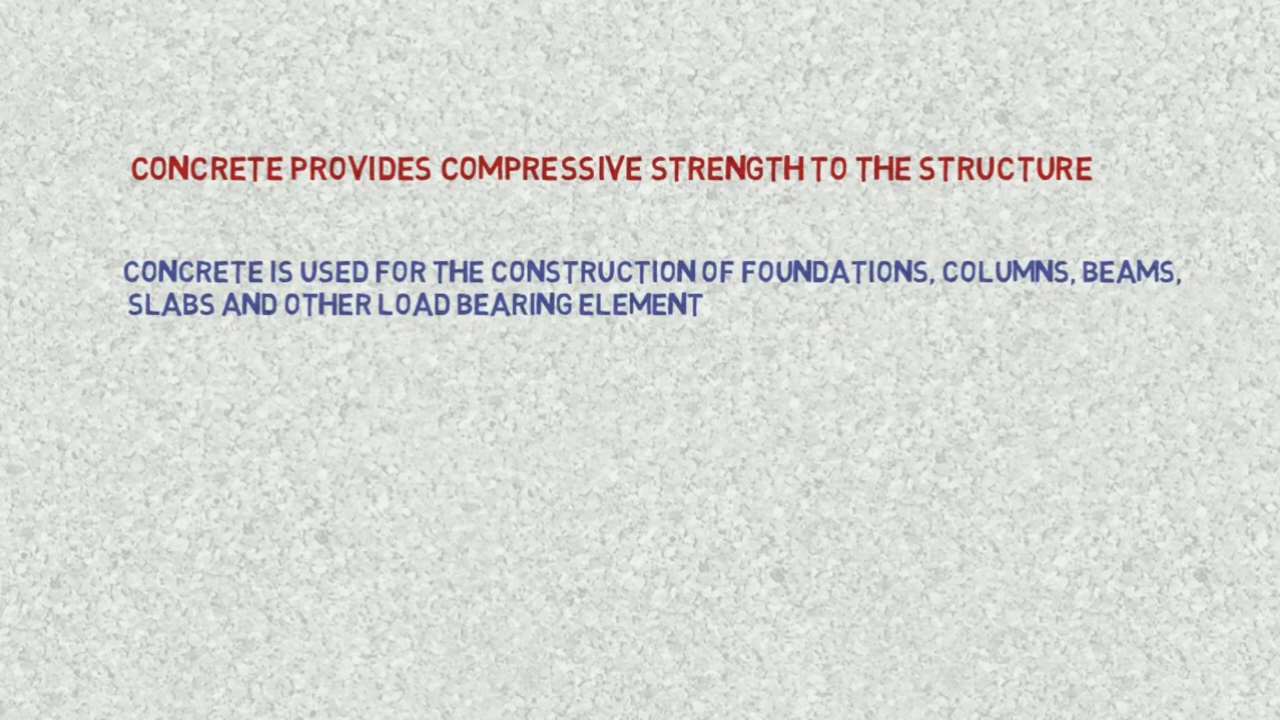 CONCRETE PROVIDES COMPRESSIVE STRENGTH TO THE STRUCTURE
CONCRETE IS USED FOR THE CONSTRUCTION OF FOUNDATIONS, COLUMNS, BEAMS,
SLABS AND OTHER LOAD BEARING ELEMENT